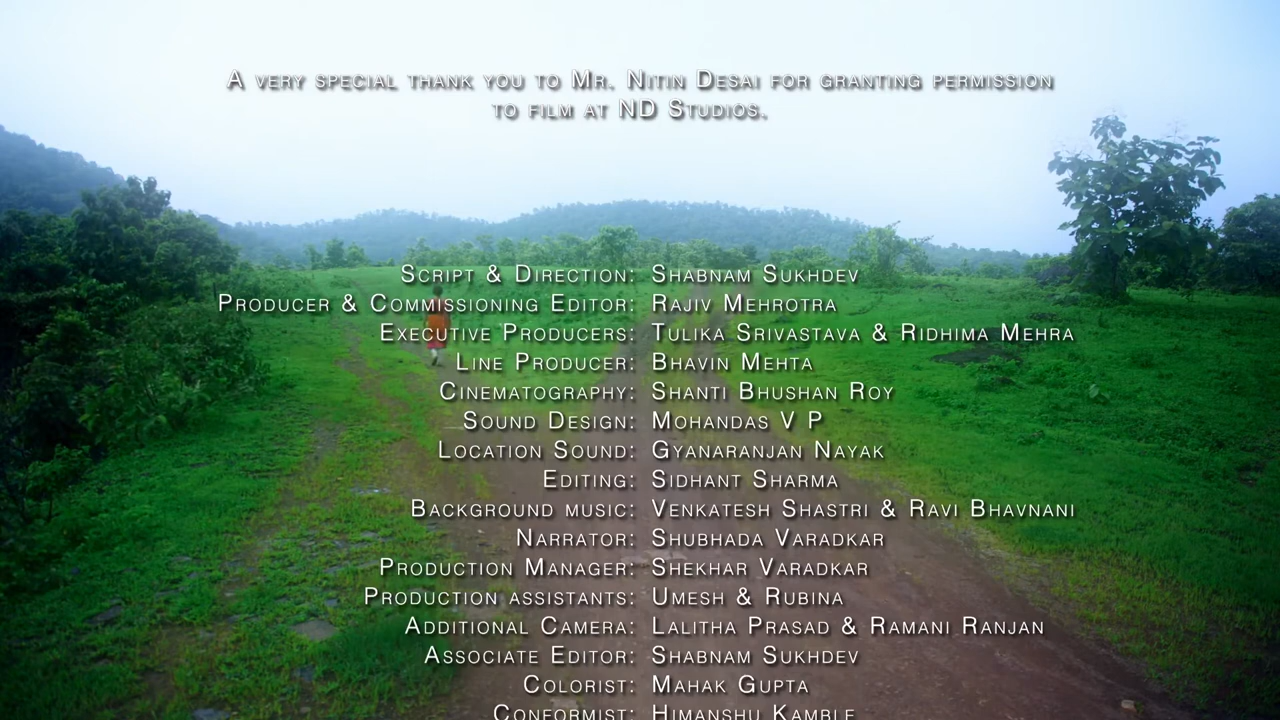 A very special thank you to Mr. Nitin Desai for granting permission
to film at ND Studios.
Script & Direction: Shabnam Sukhdev
Producer & Commissioning Editor: Rajiv Mehrotra
Executive Producers: Tulika Srivastava & Ridhima Mehra
Line Producer: Bhavin Mehta
Cinematography: Shanti Bhushan Roy
Sound Design: Mohandas V P
Location Sound: Gyanaranjan Nayak
Editing: Sidhant Sharma
Background music: Venkatesh Shastri & Ravi Bhavnani
Narrator: Shubhada Varadkar
Production Manager: Shekhar Varadkar
Production assistants: Umesh & Rubina
Additional Camera: Lalitha Prasad & Ramani Ranjan
Associate Editor: Shabnam Sukhdev
Colorist: Mahak Gupta
Conformist: Himanshu Kamble